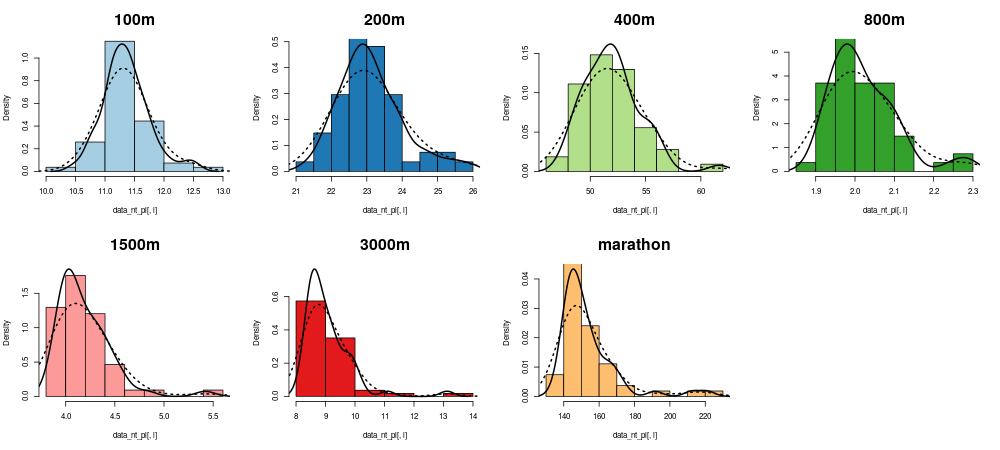 100m
Density
0.0 0.2 0.4 0.6 0.8 1.0
10.0 10.5 11.0 11.5 12.0 12.5 13.0
data_nt_pl[, i]
200m
Density
0.0 0.1 0.2 0.3 0.4 0.5
21 22 23 24 25 26
data_nt_pl[, i]
400m
Density
0.00 0.05 0.10 0.15
50 55 60
data_nt_pl[, i]
800m
Density
0 1 2 3 4 5
1.9 2.0 2.1 2.2 2.3
data_nt_pl[, i]
1500m
Density
0.0 0.5 1.0 1.5
4.0 4.5 5.0 5.5
data_nt_pl[, i]
3000m
Density
0.0 0.2 0.4 0.6
8 9 10 11 12 13 14
data_nt_pl[, i]
marathon
Density
0.00 0.01 0.02 0.03 0.04
140 160 180 200 220
data_nt_pl[, i]